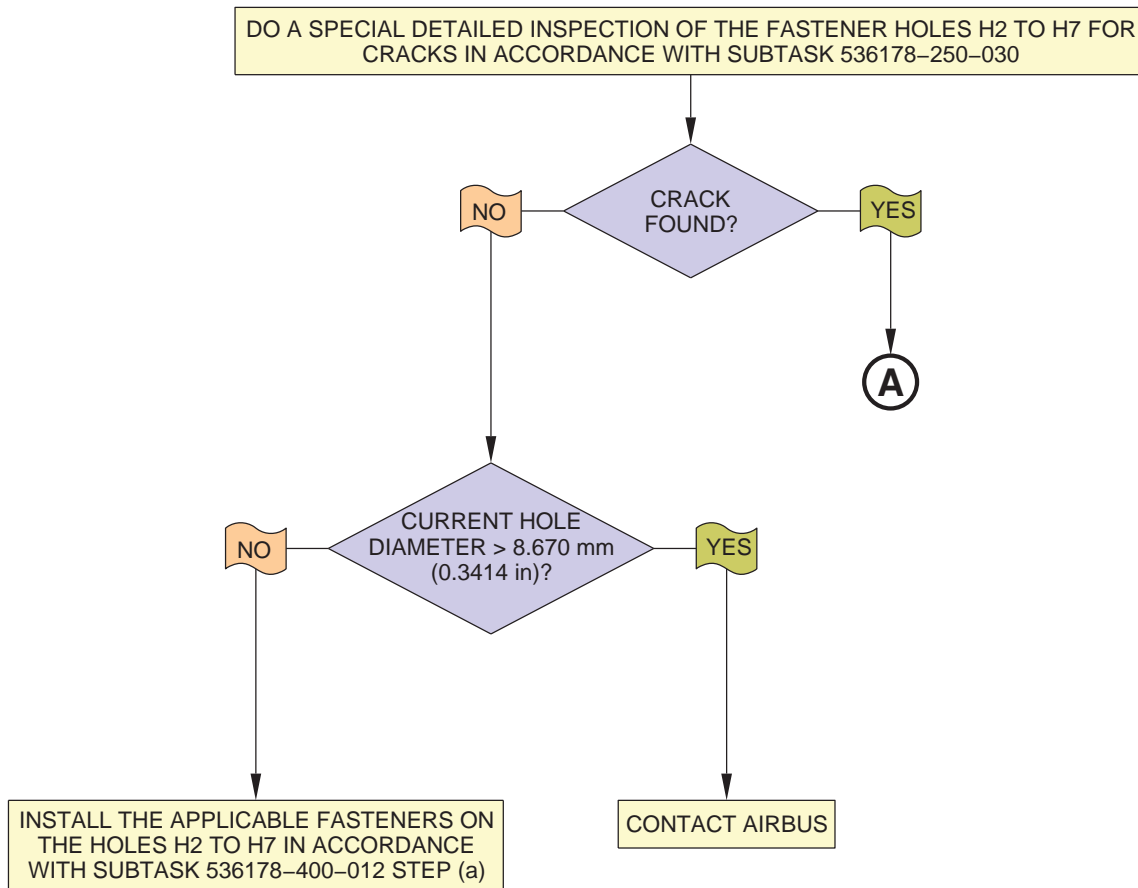 DO A SPECIAL DETAILED INSPECTION OF THE FASTENER HOLES H2 TO H7 FOR
CRACKS IN ACCORDANCE WITH SUBTASK 536178−250−030
CRACK
FOUND?
NO
YES
A
CURRENT HOLE
DIAMETER > 8.670 mm
(0.3414 in)?
NO
YES
INSTALL THE APPLICABLE FASTENERS ON
THE HOLES H2 TO H7 IN ACCORDANCE
WITH SUBTASK 536178−400−012 STEP (a)
CONTACT AIRBUS